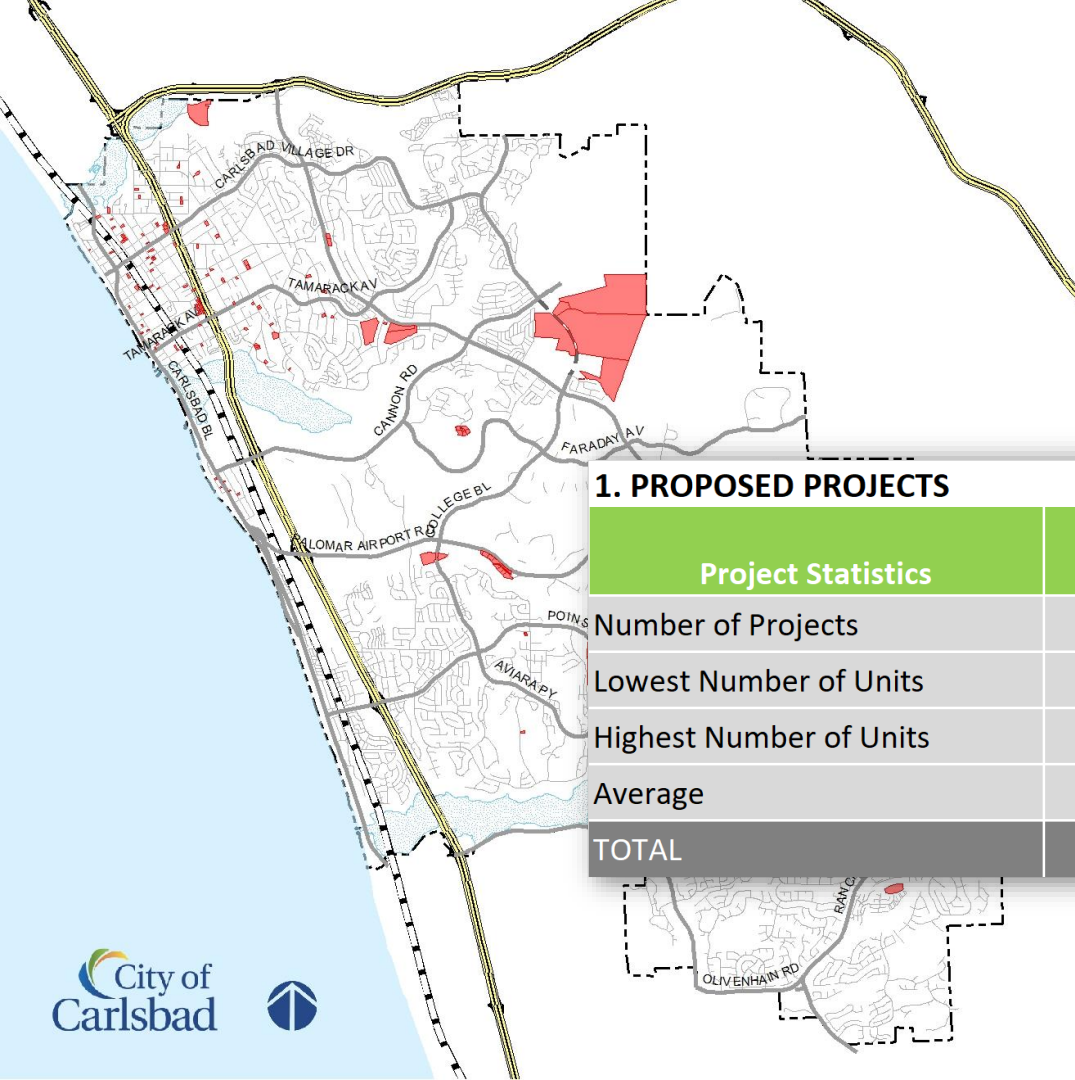 CARLSBAD VILLAGE DR
TAMARACK AV
TAMARACK AV
CARLSBAD BL
CANNON RD
FARADAY AV
COLLEGE BL
PALOMAR AIRPORT RD
POINS
AVIARA PY
1. PROPOSED PROJECTS
Project Statistics
Number of Projects
Lowest Number of Units
Highest Number of Units
Average
TOTAL
RANC
OLIVENHAIN RD
City of
Carlsbad